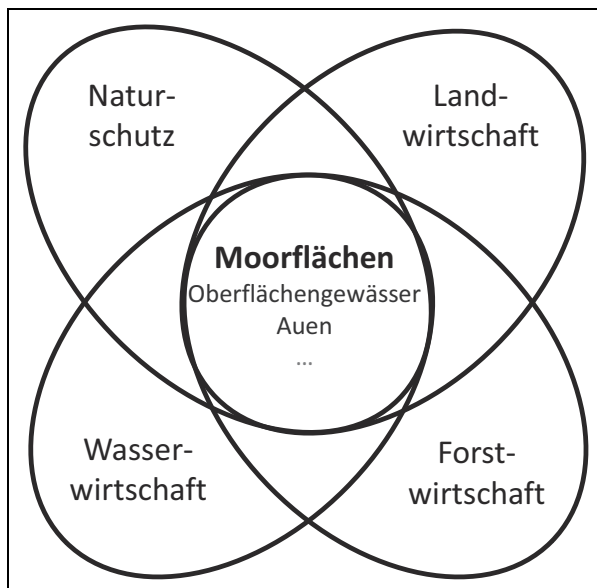 Natur-
schutz
Land-
wirtschaft
Moorflächen
Oberflächengewässer
Auen
...
Wasser-
wirtschaft
Forst-
wirtschaft